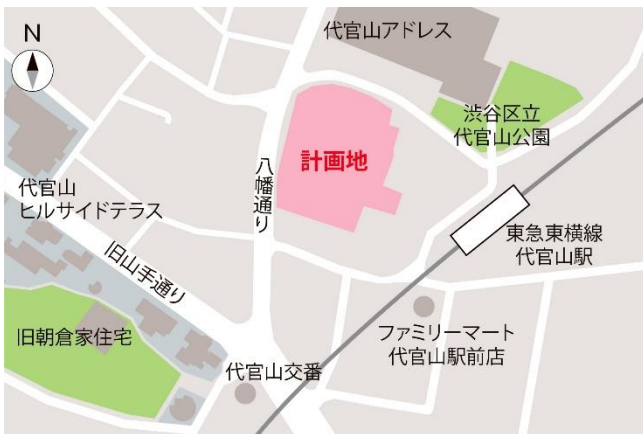 N
代官山アドレス
渋谷区立
代官山公園
計画地
八幡通り
代官山
ヒルサイドテラス
旧山手通り
東急東横線
代官山駅
旧朝倉家住宅
ファミリーマート
代官山駅前店
代官山交番